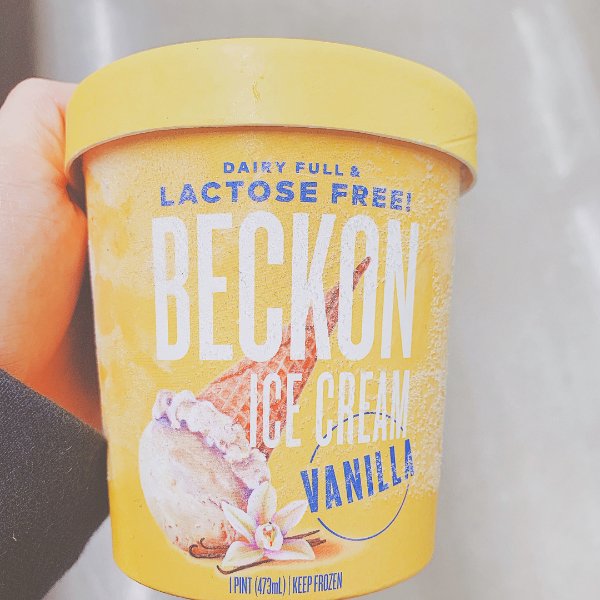 DAIRY FULL &
LACTOSE FREE!
BECKON
ICE CREAM
VANILLA
1 PINT (473mL) | KEEP FROZEN